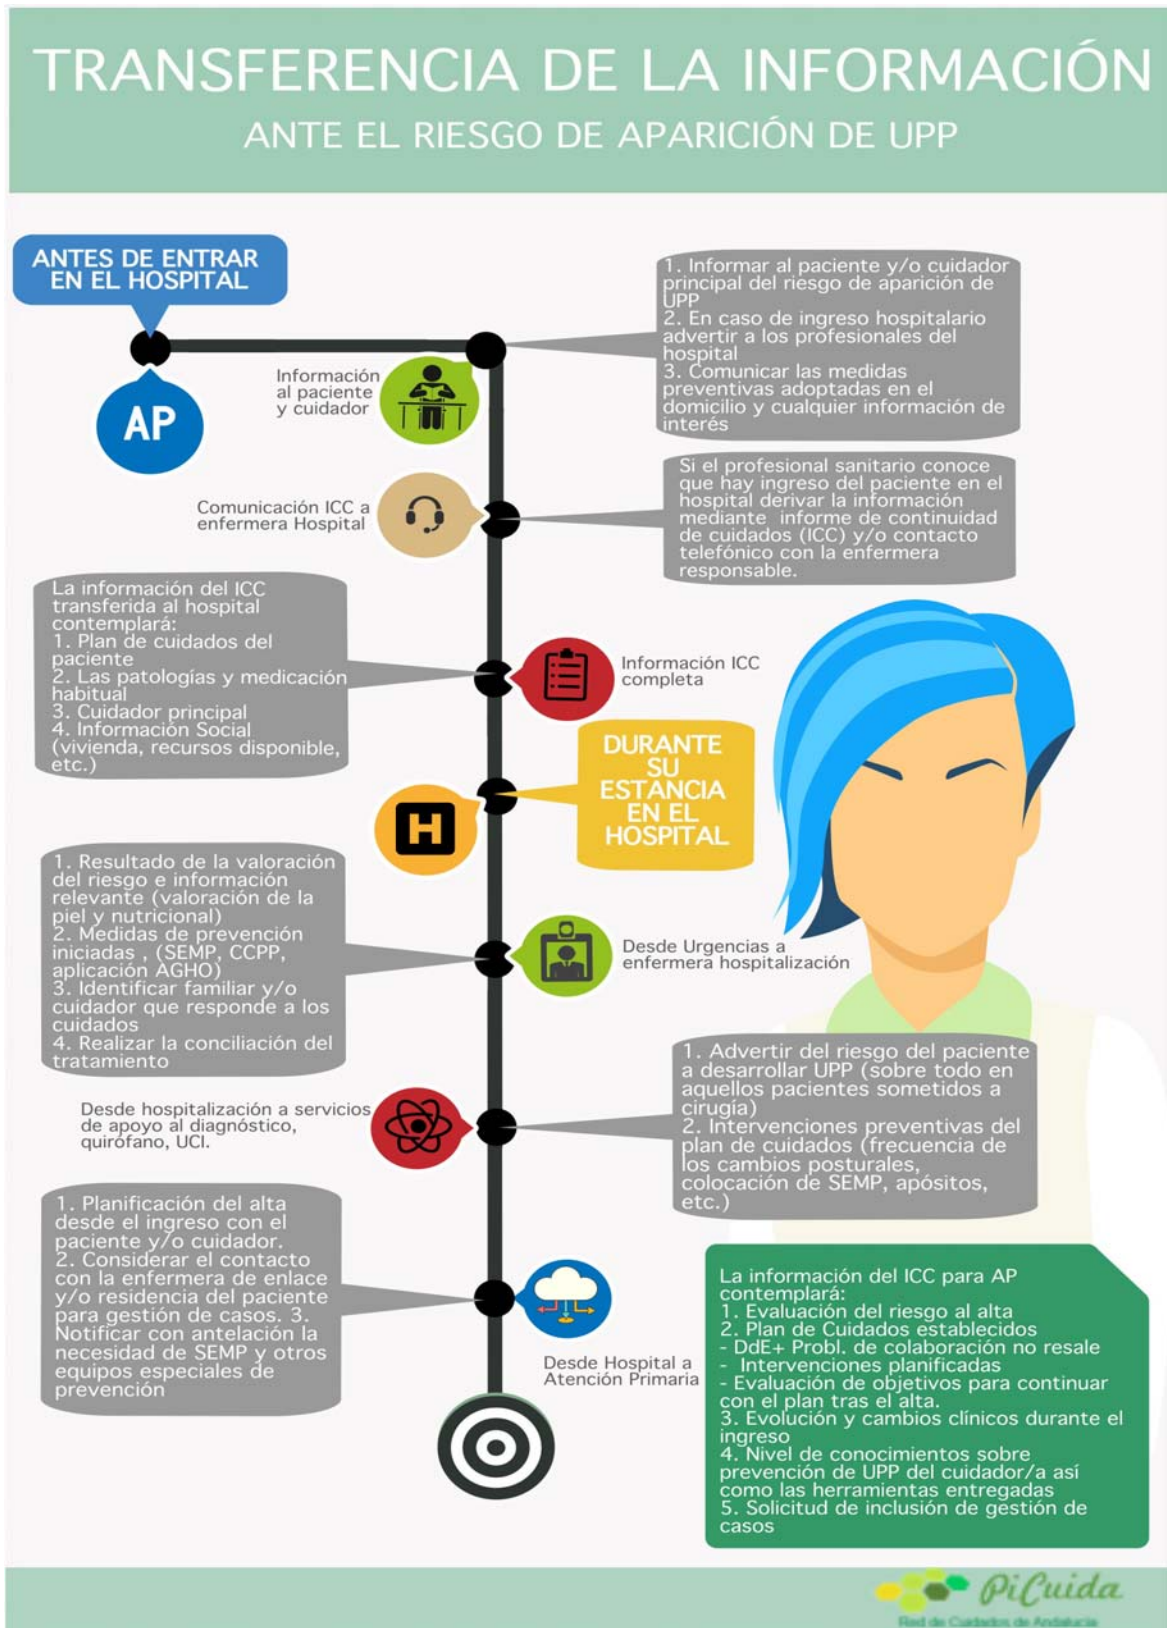 TRANSFERENCIA DE LA INFORMACIÓN
ANTE EL RIESGO DE APARICIÓN DE UPP
ANTES DE ENTRAR
EN EL HOSPITAL
AP
Información
al paciente
y cuidador
1. Informar al paciente y/o cuidador
principal del riesgo de aparición de
UPP
2. En caso de ingreso hospitalario
advertir a los profesionales del
hospital
3. Comunicar las medidas
preventivas adoptadas en el
domicilio y cualquier información de
interés
Comunicación ICC a
enfermera Hospital
Si el profesional sanitario conoce
que hay ingreso del paciente en el
hospital derivar la información
mediante informe de continuidad
de cuidados (ICC) y/o contacto
telefónico con la enfermera
responsable.
La información del ICC
transferida al hospital
contemplará:
1. Plan de cuidados del
paciente
2. Las patologías y medicación
habitual
3. Cuidador principal
4. Información Social
(vivienda, recursos disponible,
etc.)
Información ICC
completa
DURANTE
SU
ESTANCIA
EN EL
HOSPITAL
H
1. Resultado de la valoración
del riesgo e información
relevante (valoración de la
piel y nutricional)
2. Medidas de prevención
iniciadas , (SEMP, CCPP,
aplicación AGHO)
3. Identificar familiar y/o
cuidador que responde a los
cuidados
4. Realizar la conciliación del
tratamiento
Desde Urgencias a
enfermera hospitalización
Desde hospitalización a servicios
de apoyo al diagnóstico,
quirófano, UCI.
1. Advertir del riesgo del paciente
a desarrollar UPP (sobre todo en
aquellos pacientes sometidos a
cirugía)
2. Intervenciones preventivas del
plan de cuidados (frecuencia de
los cambios posturales,
colocación de SEMP, apósitos,
etc.)
1. Planificación del alta
desde el ingreso con el
paciente y/o cuidador.
2. Considerar el contacto
con la enfermera de enlace
y/o residencia del paciente
para gestión de casos. 3.
Notificar con antelación la
necesidad de SEMP y otros
equipos especiales de
prevención
Desde Hospital a
Atención Primaria
La información del ICC para AP
contemplará:
1. Evaluación del riesgo al alta
2. Plan de Cuidados establecidos
- DdE+ Probl. de colaboración no resale
- Intervenciones planificadas
- Evaluación de objetivos para continuar
con el plan tras el alta.
3. Evolución y cambios clínicos durante el
ingreso
4. Nivel de conocimientos sobre
prevención de UPP del cuidador/a así
como las herramientas entregadas
5. Solicitud de inclusión de gestión de
casos
PiCuida
Red de Cuidados de Andalucía